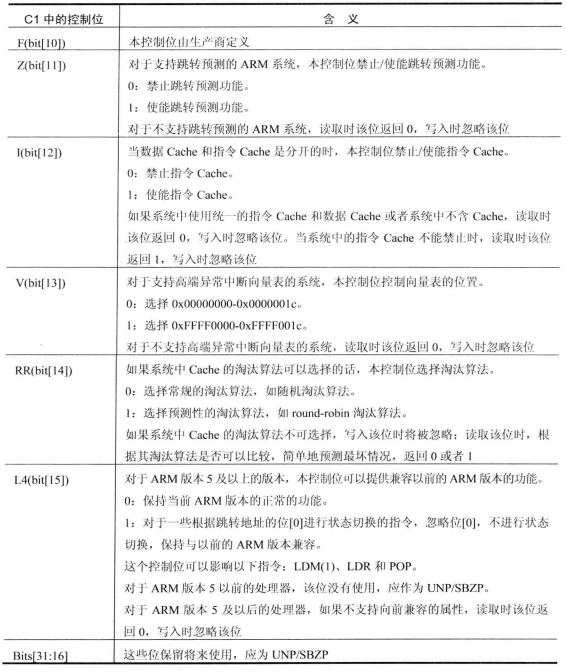 C1 中的控制位 含 义
F(bit[10]) 本控制位由生产商定义
Z(bit[11]) 对于支持跳转预测的 ARM 系统，本控制位禁止/使能跳转预测功能。
0：禁止跳转预测功能。
1：使能跳转预测功能。
对于不支持跳转预测的 ARM 系统，读取时该位返回 0，写入时忽略该位
I(bit[12]) 当数据 Cache 和指令 Cache 是分开的时，本控制位禁止/使能指令 Cache。
0：禁止指令 Cache。
1：使能指令 Cache。
如果系统中使用统一的指令 Cache 和数据 Cache 或者系统中不含 Cache，读取时
该位返回 0，写入时忽略该位。当系统中的指令 Cache 不能禁止时，读取时该位
返回 1，写入时忽略该位
V(bit[13]) 对于支持高端异常中断向量表的系统，本控制位控制向量表的位置。
0：选择 0x00000000-0x0000001c。
1：选择 0xFFFF0000-0xFFFF001c。
对于不支持高端异常中断向量表的系统，读取时该位返回 0，写入时忽略该位
RR(bit[14]) 如果系统中 Cache 的淘汰算法可以选择的话，本控制位选择淘汰算法。
0：选择常规的淘汰算法，如随机淘汰算法。
1：选择预测性的淘汰算法，如 round-robin 淘汰算法。
如果系统中 Cache 的淘汰算法不可选择，写入该位时将被忽略；读取该位时，根
据其淘汰算法是否可以比较，简单地预测最坏情况，返回 0 或者 1
L4(bit[15]) 对于 ARM 版本 5 及以上的版本，本控制位可以提供兼容以前的 ARM 版本的功能。
0：保持当前 ARM 版本的正常的功能。
1：对于一些根据跳转地址的位[0]进行状态切换的指令，忽略位[0]，不进行状态
切换，保持与以前的 ARM 版本兼容。
这个控制位可以影响以下指令：LDM(1)、LDR 和 POP。
对于 ARM 版本 5 以前的处理器，该位没有使用，应作为 UNP/SBZP。
对于 ARM 版本 5 及以后的处理器，如果不支持向前兼容的属性，读取时该位返
回 0，写入时忽略该位
Bits[31:16] 这些位保留将来使用，应为 UNP/SBZP